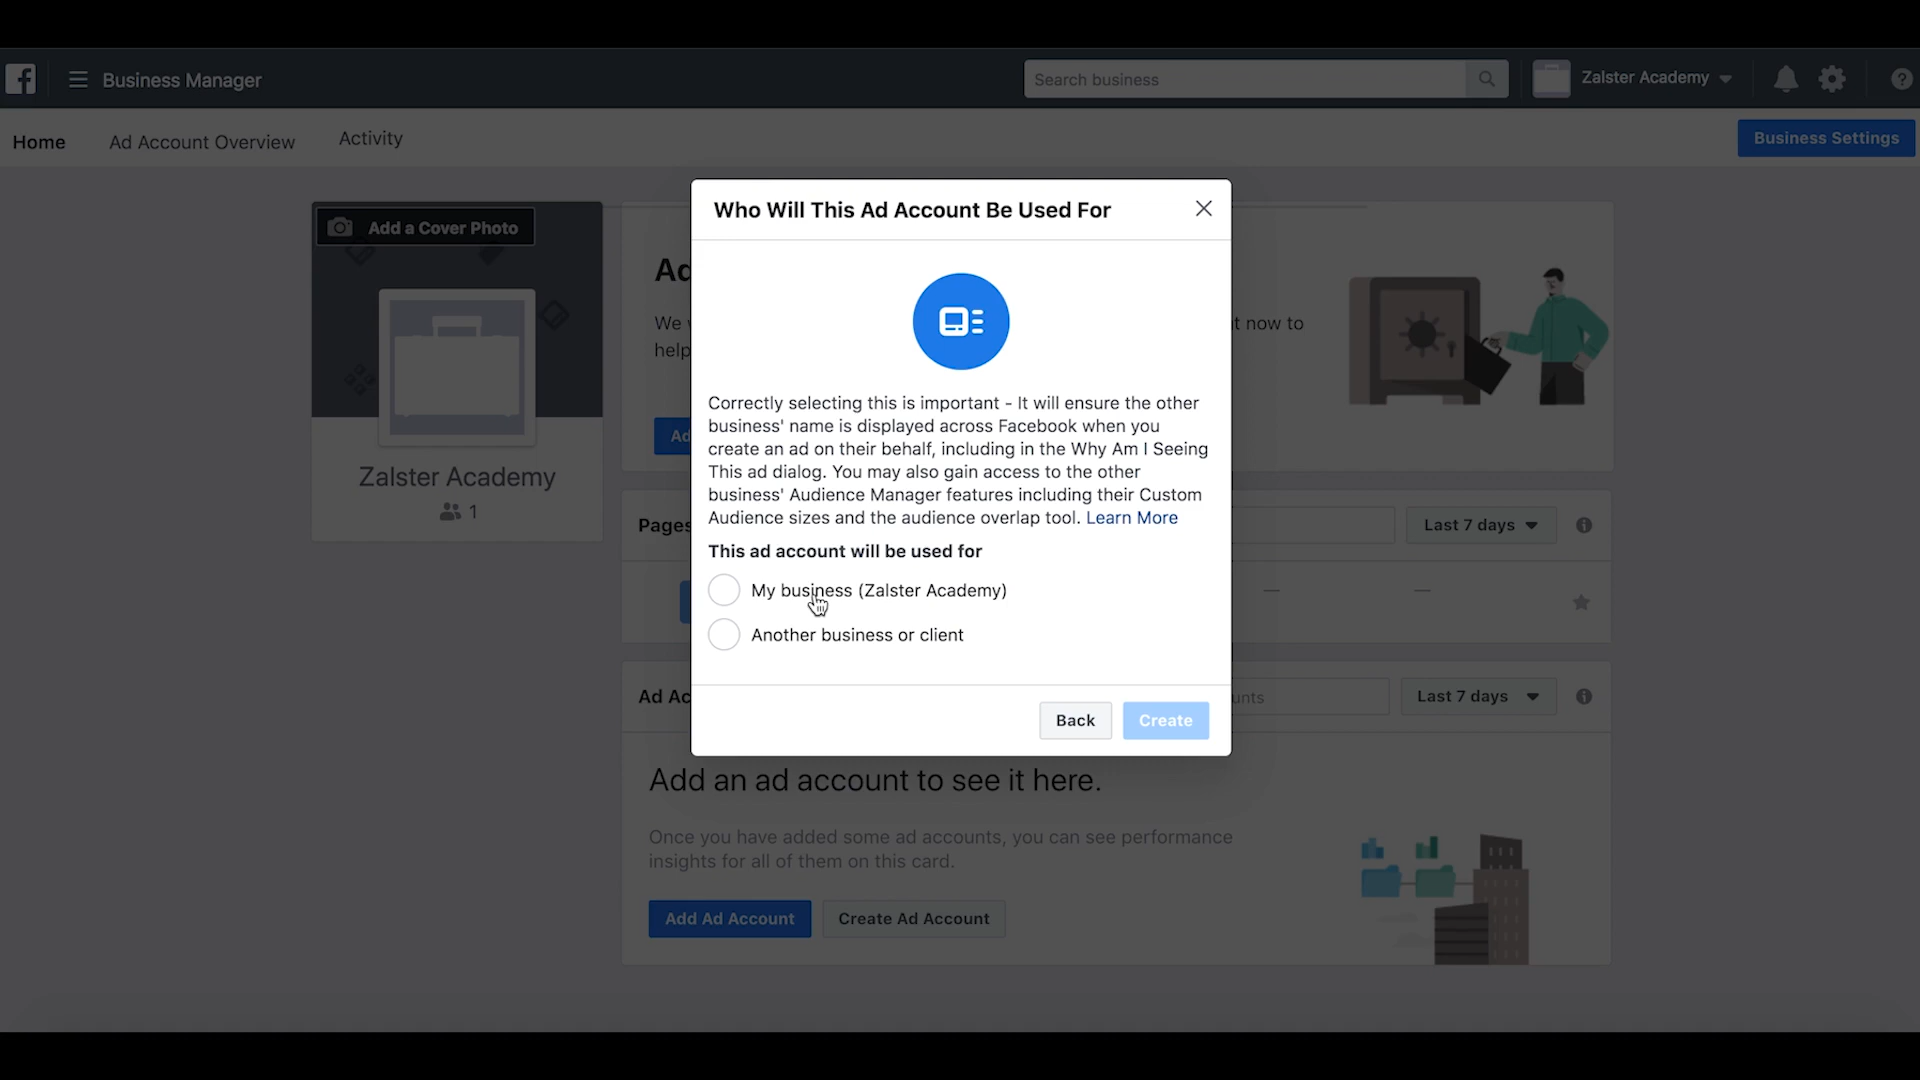 Business Manager
Search business
Zalster Academy
Home
Ad Account Overview
Activity
Business Settings
Add a Cover Photo
Zalster Academy
1
Ad
We
t now to
help
Ad
Who Will This Ad Account Be Used For
Correctly selecting this is important - It will ensure the other
business' name is displayed across Facebook when you
create an ad on their behalf, including in the Why Am I Seeing
This ad dialog. You may also gain access to the other
business' Audience Manager features including their Custom
Audience sizes and the audience overlap tool. Learn More
This ad account will be used for
My business (Zalster Academy)
Another business or client
Back
Create
Pages
Last 7 days
Ad Ac
unts
Last 7 days
Add an ad account to see it here.
Once you have added some ad accounts, you can see performance
insights for all of them on this card.
Add Ad Account
Create Ad Account